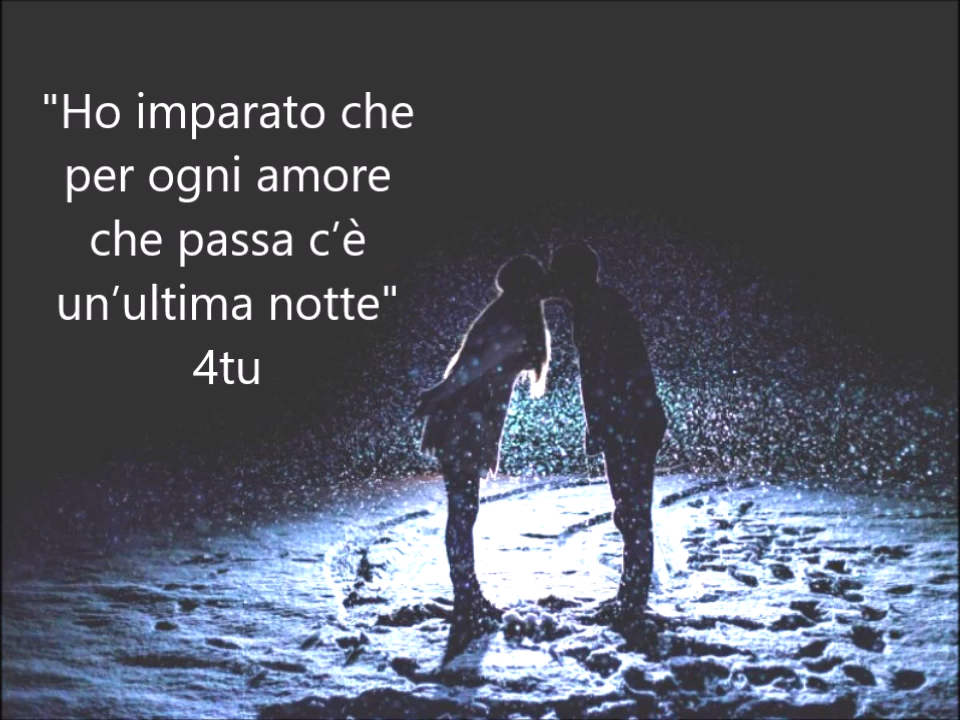 "Ho imparato che
per ogni amore
che passa c’è
un’ultima notte"
4tu